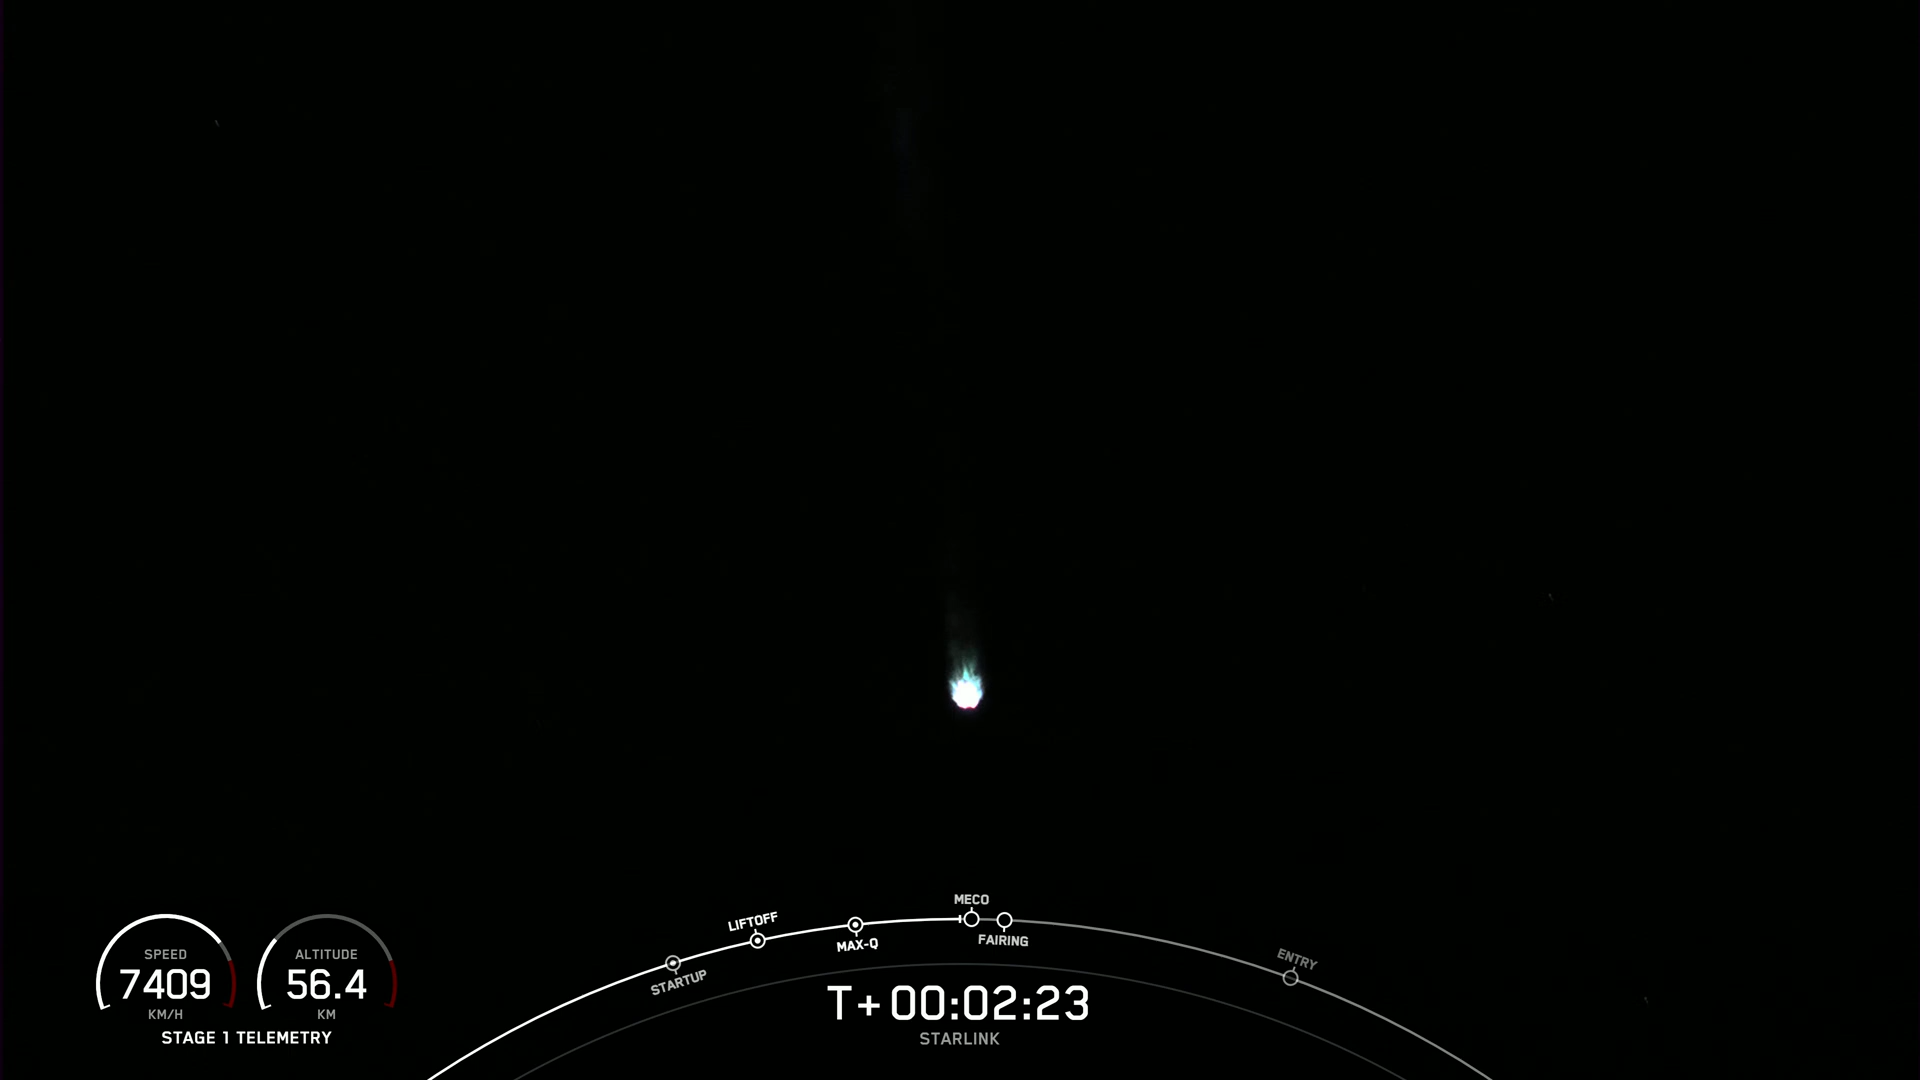 LIFTOFF
STARTUP
MAX-Q
MECO
FAIRING
ENTRY
SPEED
7409
KM/H
ALTITUDE
56.4
KM
STAGE 1 TELEMETRY
T+00:02:23
STARLINK